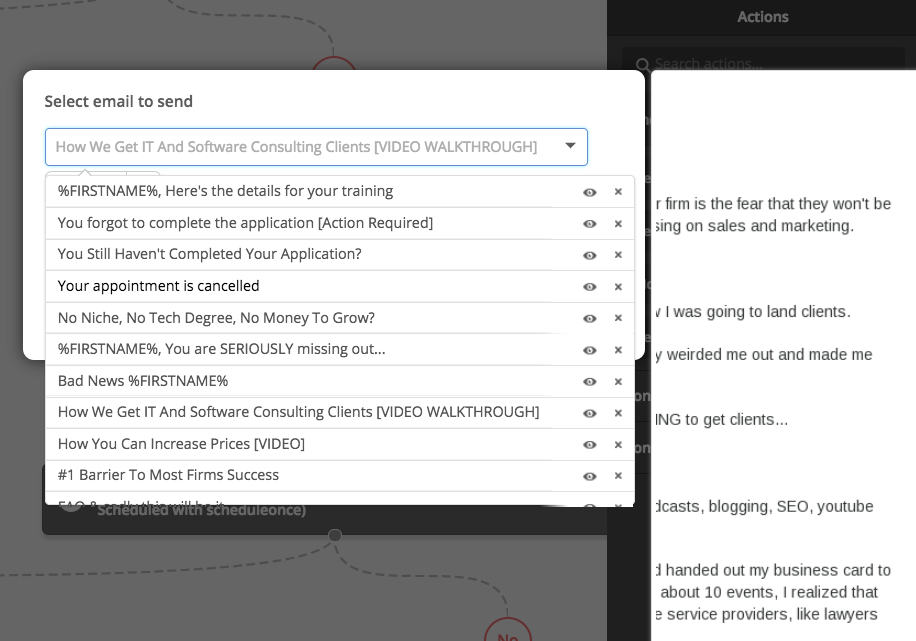 Actions
Search actions...
Select email to send
How We Get IT And Software Consulting Clients [VIDEO WALKTHROUGH]
%FIRSTNAME%, Here's the details for your training
You forgot to complete the application [Action Required]
You Still Haven't Completed Your Application?
Your appointment is cancelled
No Niche, No Tech Degree, No Money To Grow?
%FIRSTNAME%, You are SERIOUSLY missing out...
Bad News %FIRSTNAME%
How We Get IT And Software Consulting Clients [VIDEO WALKTHROUGH]
How You Can Increase Prices [VIDEO]
#1 Barrier To Most Firms Success
Scheduled with scheduleonce)
No
r firm is the fear that they won't be
sing on sales and marketing.
I was going to land clients.
y weirded me out and made me
ING to get clients...
dcasts, blogging, SEO, youtube
d handed out my business card to
about 10 events, I realized that
e service providers, like lawyers